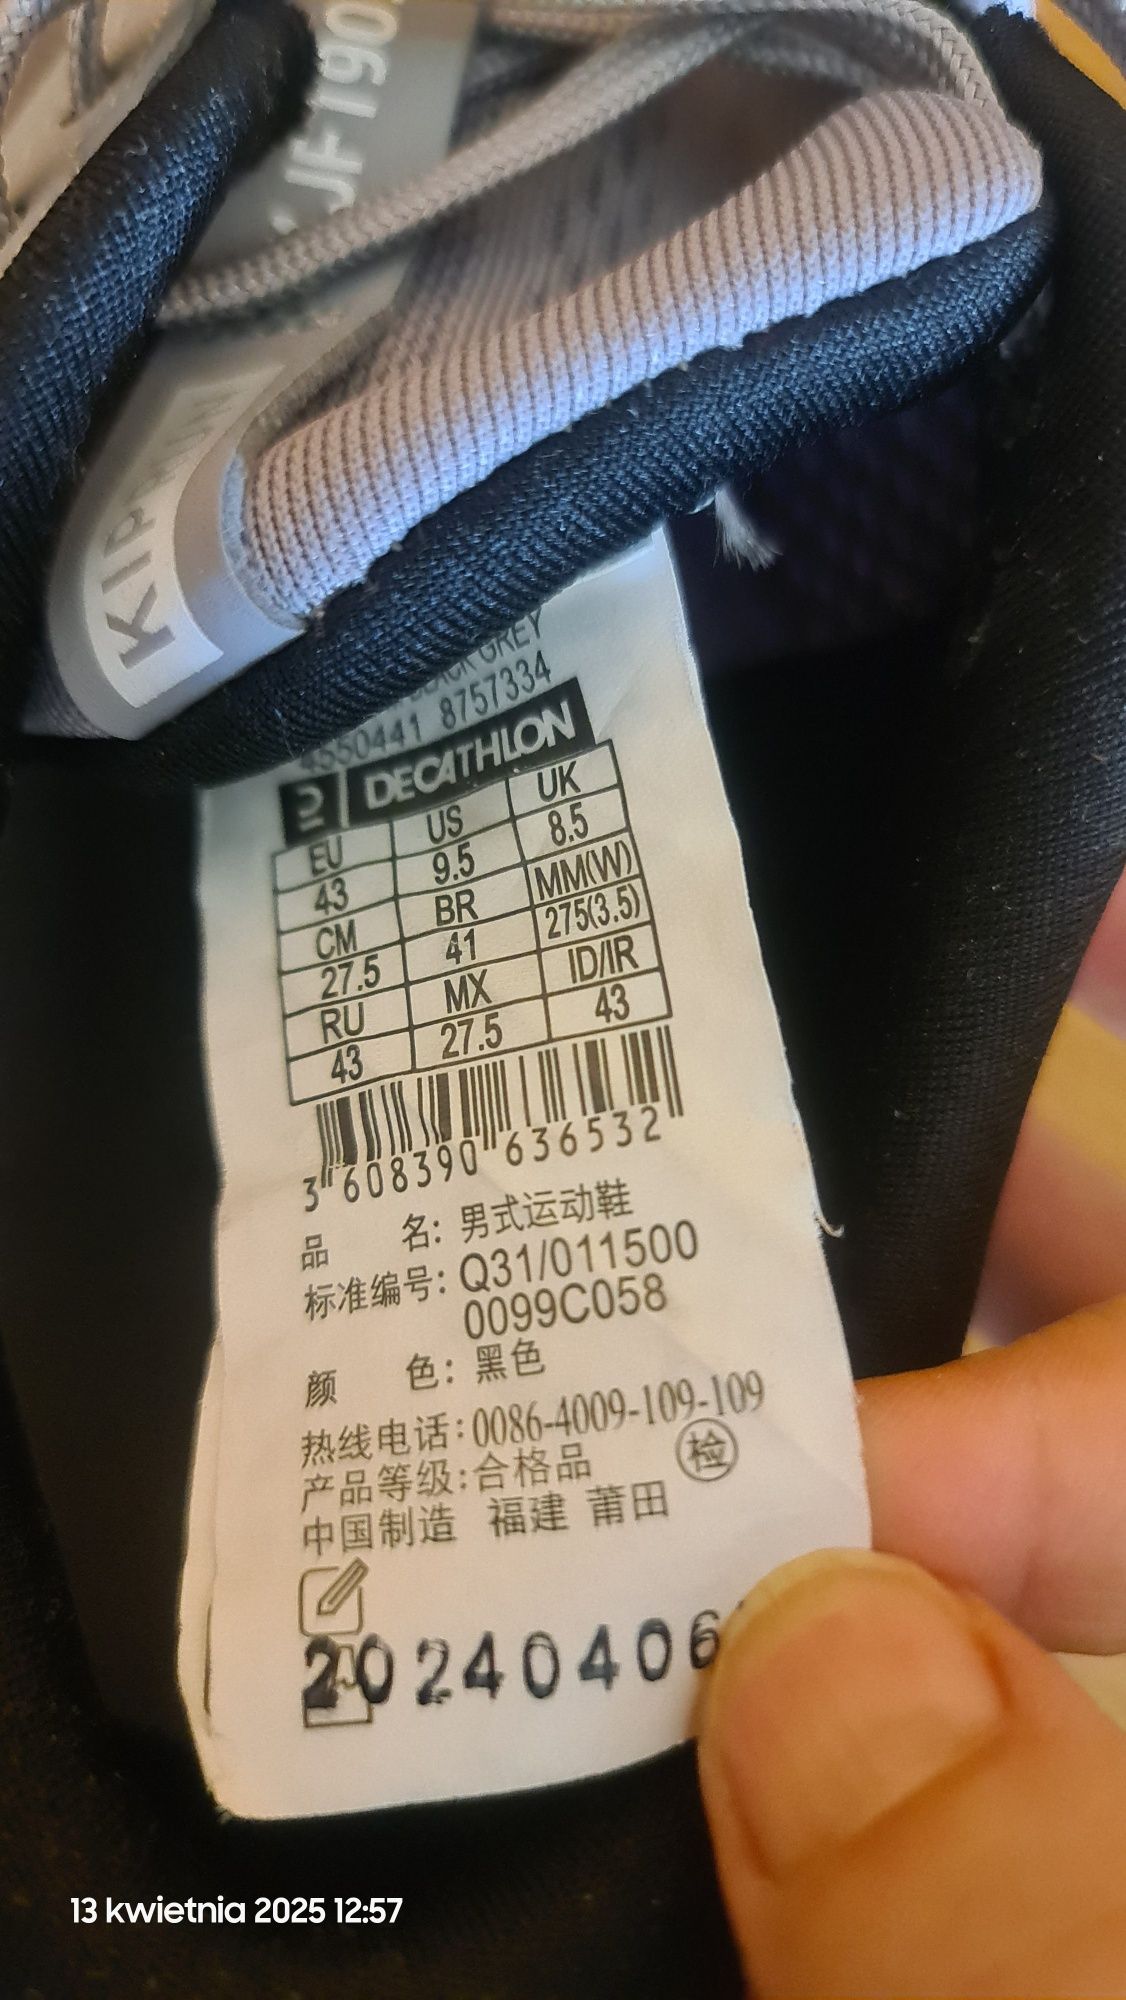 JF190
KIPRUN
BLACK GREY
4550441 8757334
DECATHLON
EU US UK
43 9.5 8.5
CM BR MM(W)
27.5 41 275(3.5)
RU MX ID/IR
43 27.5 43
3 608390 636532
品 名: 男式运动鞋
标准编号: Q31/011500
0099C058
颜 色: 黑色
热线电话: 0086-4009-109-109
产品等级: 合格品 检
中国制造 福建 莆田
20240406
13 kwietnia 2025 12:57